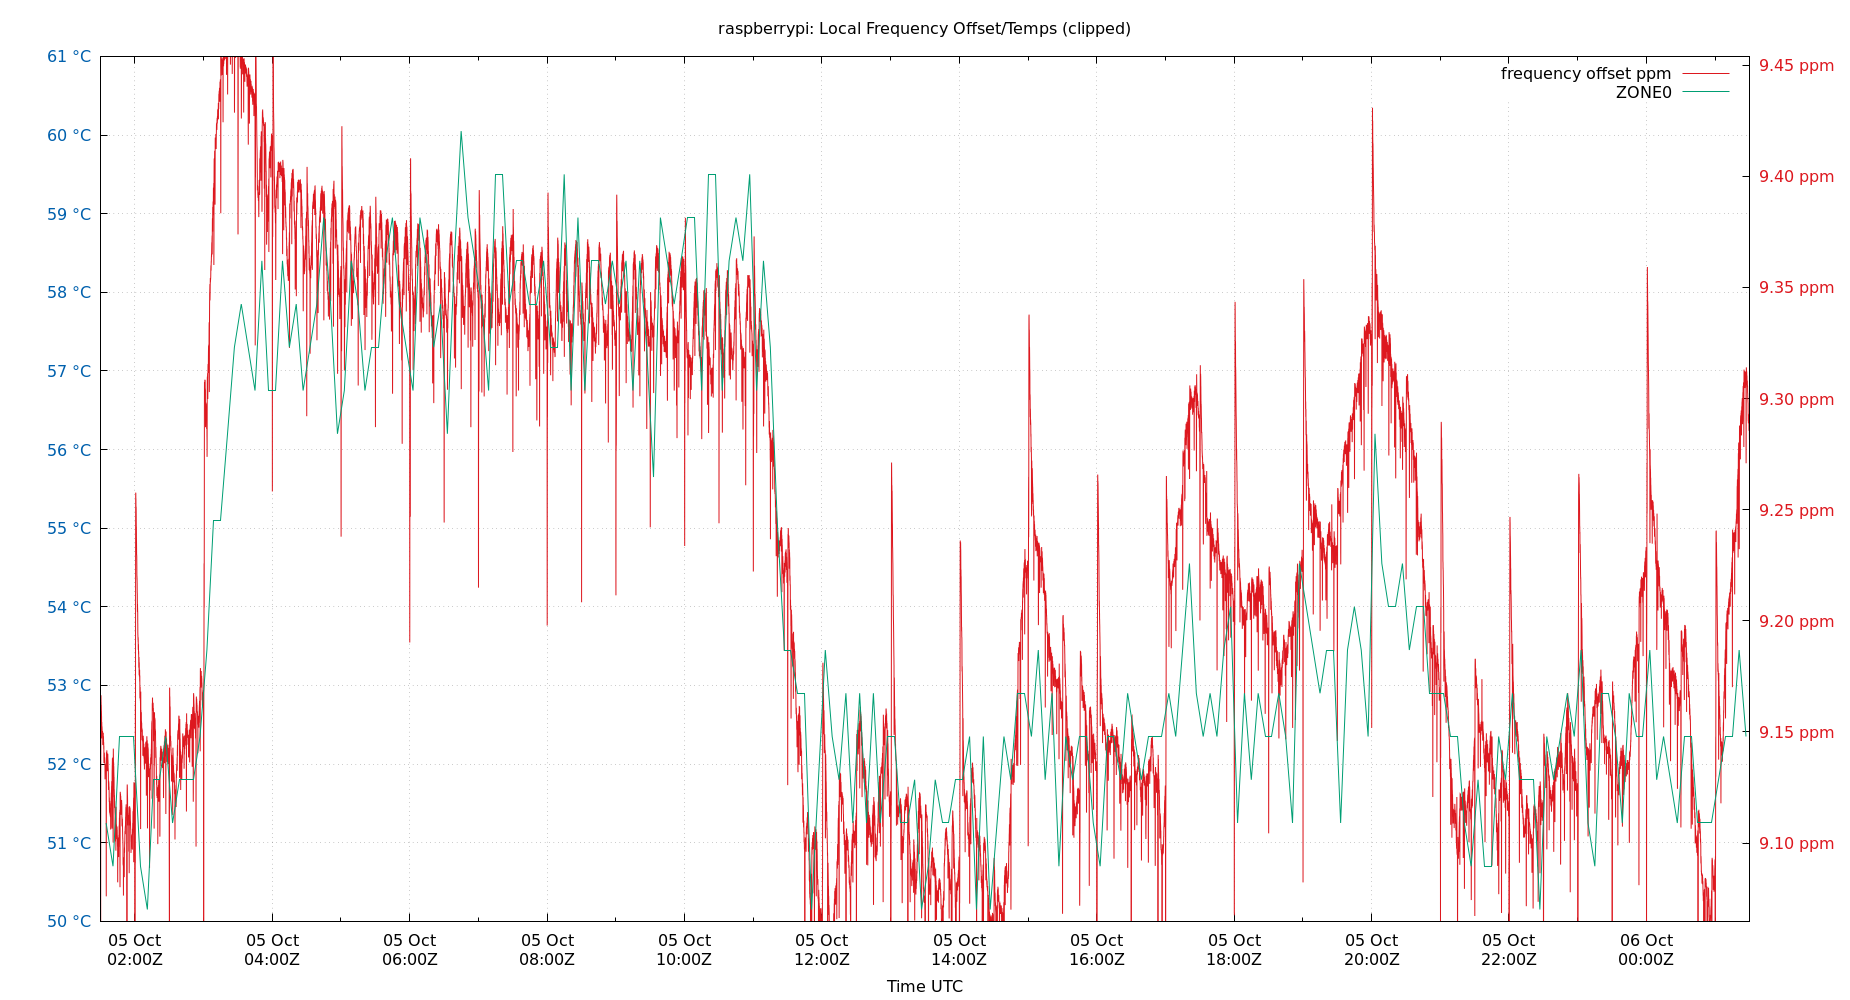 raspberrypi: Local Frequency Offset/Temps (clipped)
61 °C
60 °C
59 °C
58 °C
57 °C
56 °C
55 °C
54 °C
53 °C
52 °C
51 °C
50 °C
frequency offset ppm
ZONE0
9.45 ppm
9.40 ppm
9.35 ppm
9.30 ppm
9.25 ppm
9.20 ppm
9.15 ppm
9.10 ppm
05 Oct
02:00Z
05 Oct
04:00Z
05 Oct
06:00Z
05 Oct
08:00Z
05 Oct
10:00Z
05 Oct
12:00Z
05 Oct
14:00Z
05 Oct
16:00Z
05 Oct
18:00Z
05 Oct
20:00Z
05 Oct
22:00Z
06 Oct
00:00Z
Time UTC